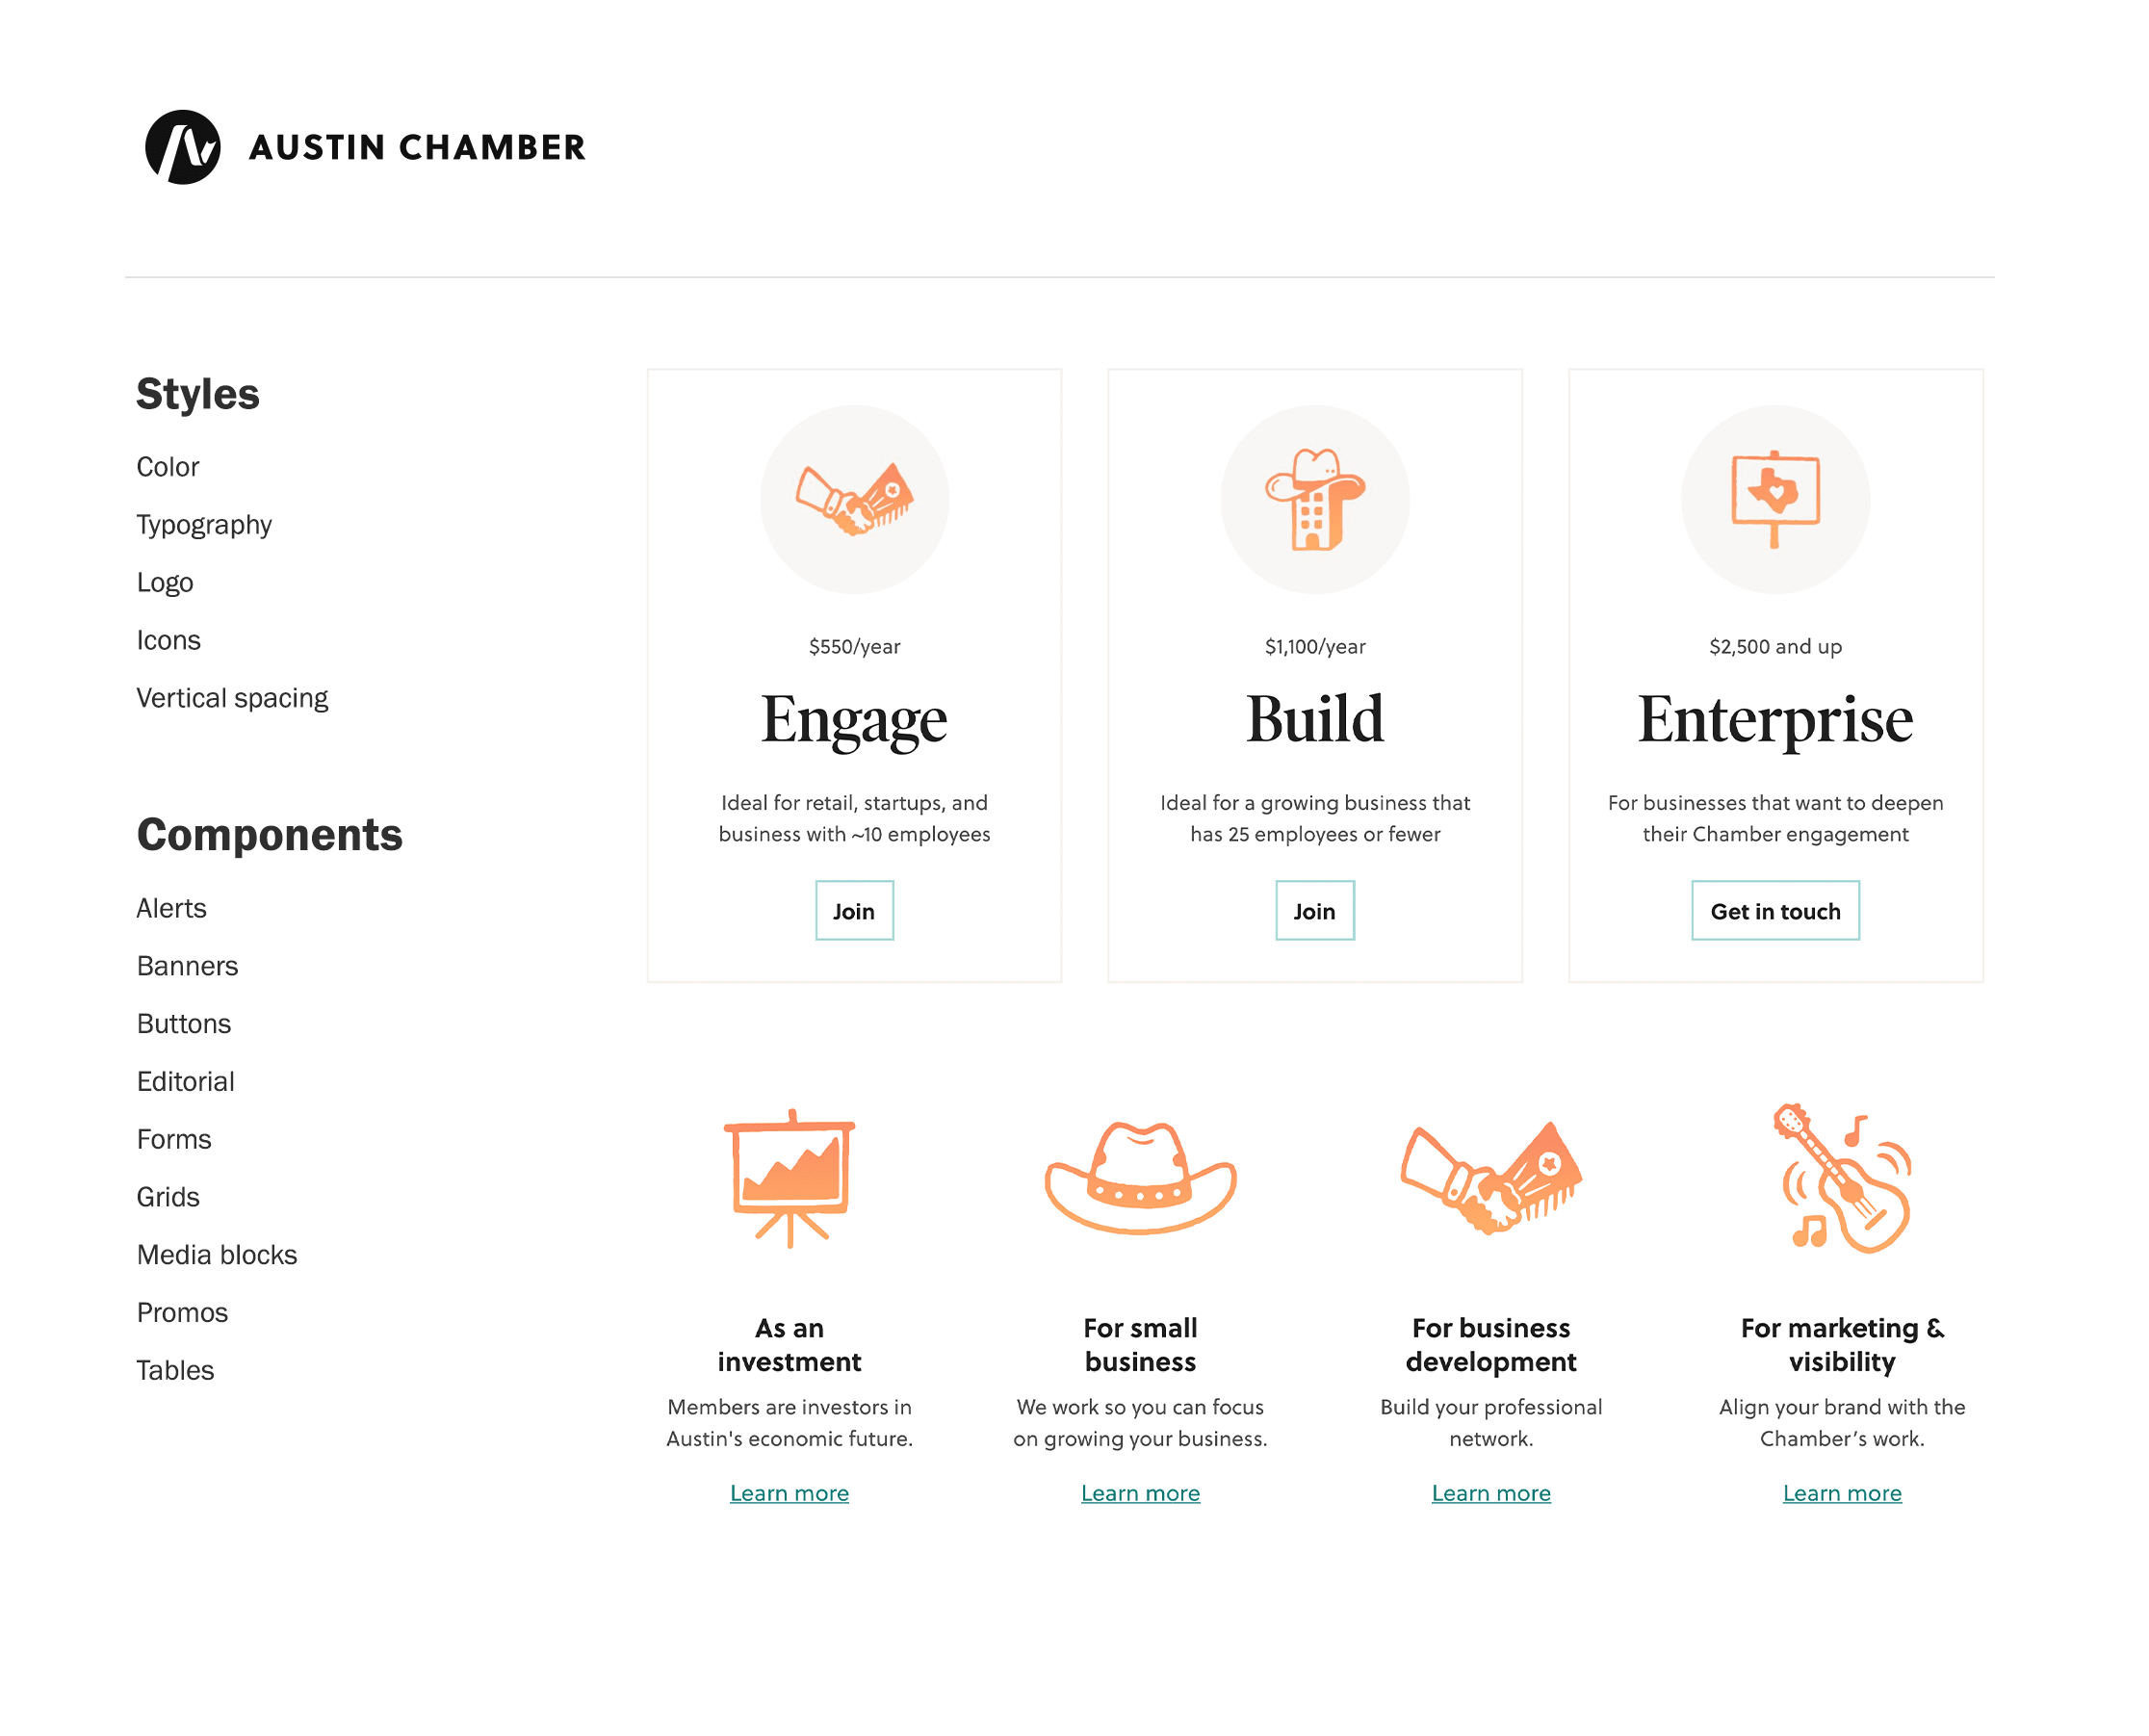 AUSTIN CHAMBER
Styles
Color
Typography
Logo
Icons
Vertical spacing
Components
Alerts
Banners
Buttons
Editorial
Forms
Grids
Media blocks
Promos
Tables
$550/year
Engage
Ideal for retail, startups, and
business with ~10 employees
Join
$1,100/year
Build
Ideal for a growing business that
has 25 employees or fewer
Join
$2,500 and up
Enterprise
For businesses that want to deepen
their Chamber engagement
Get in touch
As an
investment
Members are investors in
Austin's economic future.
Learn more
For small
business
We work so you can focus
on growing your business.
Learn more
For business
development
Build your professional
network.
Learn more
For marketing &
visibility
Align your brand with the
Chamber’s work.
Learn more